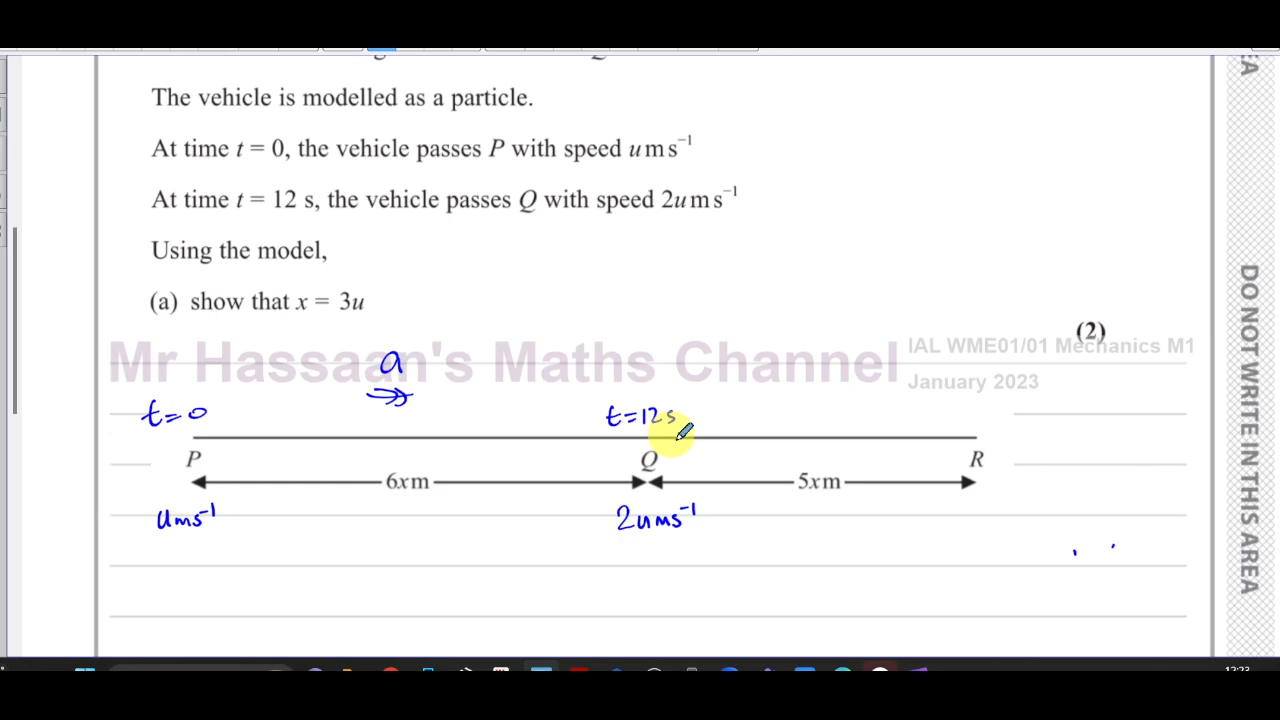 The vehicle is modelled as a particle.
At time t = 0, the vehicle passes P with speed u m s⁻¹
At time t = 12 s, the vehicle passes Q with speed 2u m s⁻¹
Using the model,
(a) show that x = 3u
(2)
Mr Hassaan's Maths Channel
IAL WME01/01 Mechanics M1
January 2023
a
t=0
t=12s
P
Q
R
6x m
5x m
ums⁻¹
2ums⁻¹
EA
DO NOT WRITE IN THIS AREA